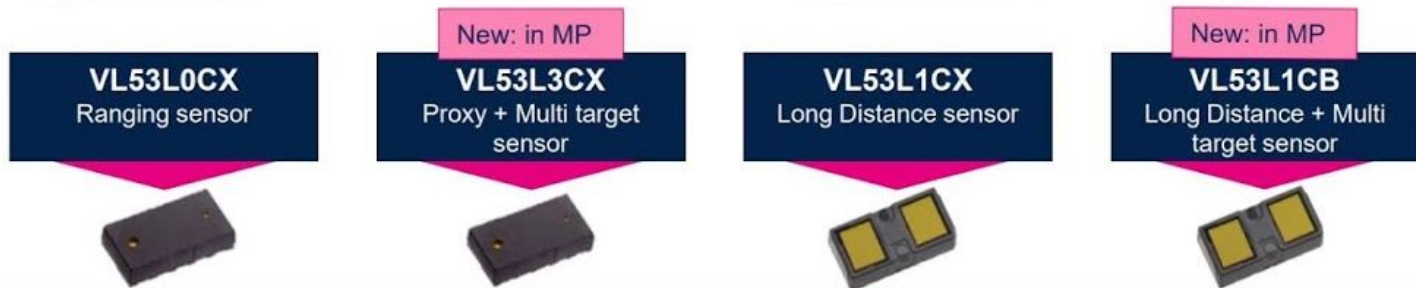 New: in MP
New: in MP
VL53L0CX
Ranging sensor
VL53L3CX
Proxy + Multi target
sensor
VL53L1CX
Long Distance sensor
VL53L1CB
Long Distance + Multi
target sensor